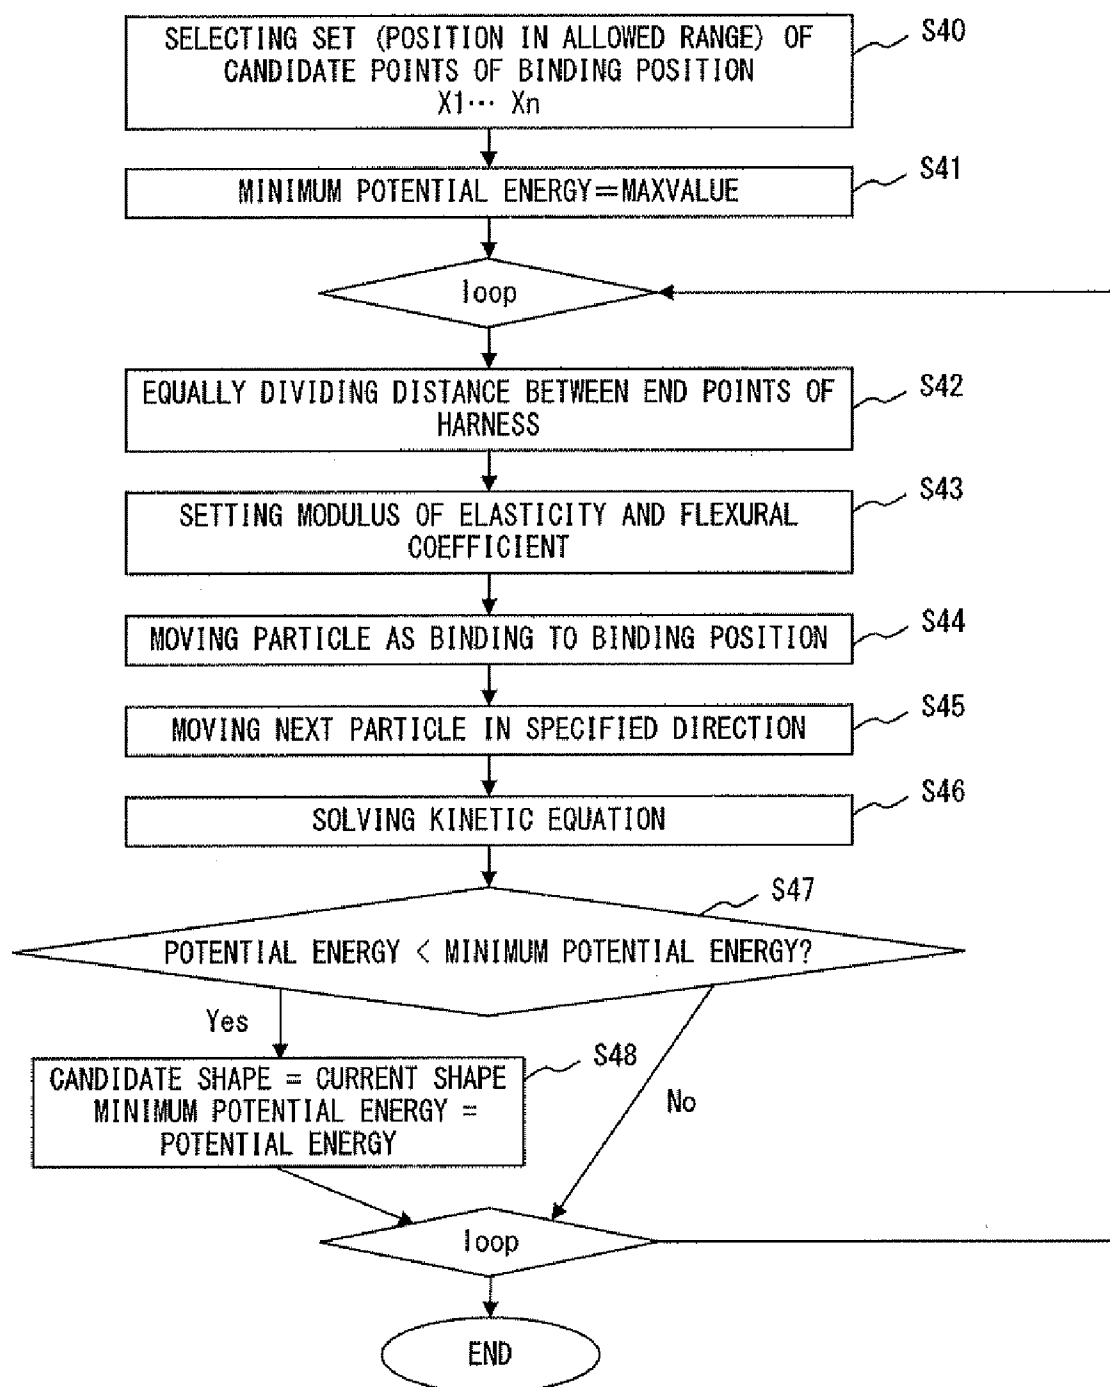 SELECTING SET (POSITION IN ALLOWED RANGE) OF
CANDIDATE POINTS OF BINDING POSITION
X1··· Xn
S40
MINIMUM POTENTIAL ENERGY=MAXVALUE
S41
loop
EQUALLY DIVIDING DISTANCE BETWEEN END POINTS OF
HARNESS
S42
SETTING MODULUS OF ELASTICITY AND FLEXURAL
COEFFICIENT
S43
MOVING PARTICLE AS BINDING TO BINDING POSITION
S44
MOVING NEXT PARTICLE IN SPECIFIED DIRECTION
S45
SOLVING KINETIC EQUATION
S46
S47
POTENTIAL ENERGY < MINIMUM POTENTIAL ENERGY?
Yes
No
CANDIDATE SHAPE = CURRENT SHAPE
MINIMUM POTENTIAL ENERGY =
POTENTIAL ENERGY
S48
loop
END